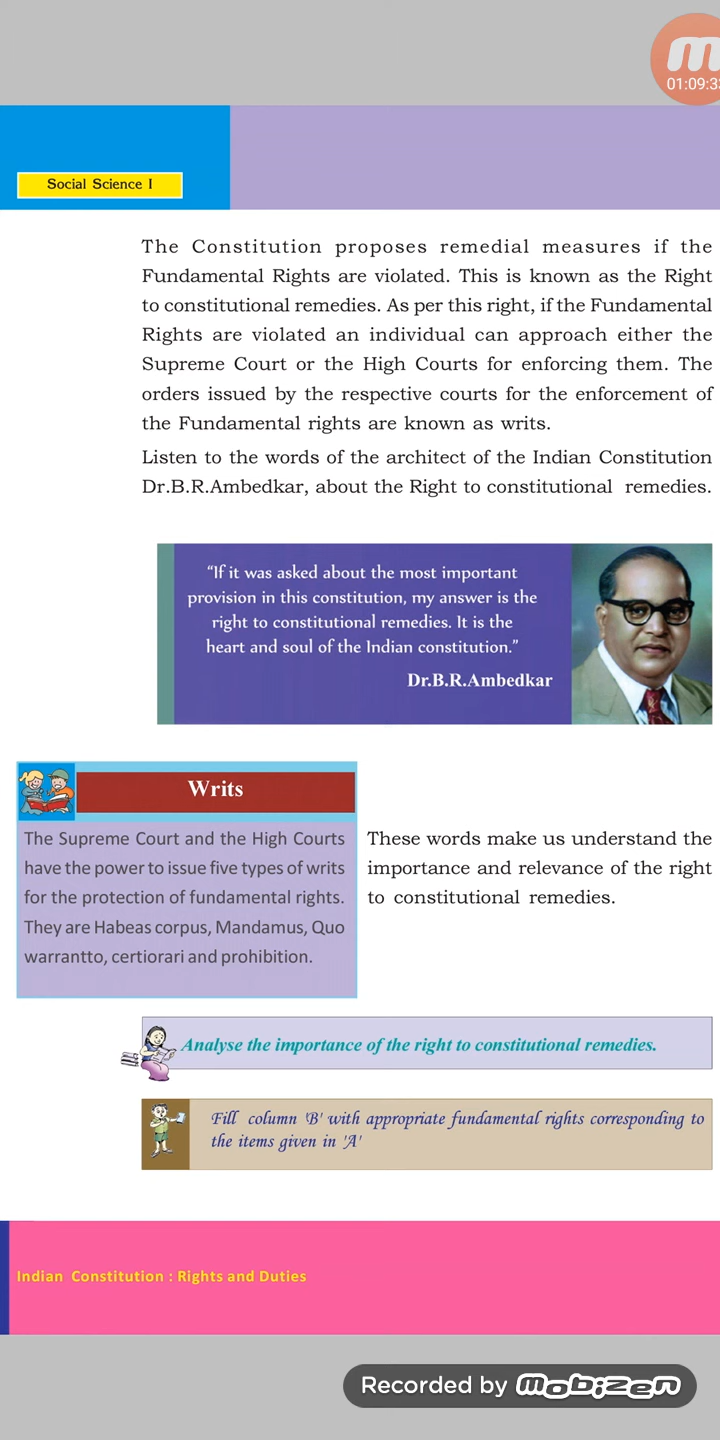 01:09:33
Social Science I
The Constitution proposes remedial measures if the
Fundamental Rights are violated. This is known as the Right
to constitutional remedies. As per this right, if the Fundamental
Rights are violated an individual can approach either the
Supreme Court or the High Courts for enforcing them. The
orders issued by the respective courts for the enforcement of
the Fundamental rights are known as writs.
Listen to the words of the architect of the Indian Constitution
Dr.B.R.Ambedkar, about the Right to constitutional remedies.
“If it was asked about the most important
provision in this constitution, my answer is the
right to constitutional remedies. It is the
heart and soul of the Indian constitution.”
Dr.B.R.Ambedkar
Writs
The Supreme Court and the High Courts
have the power to issue five types of writs
for the protection of fundamental rights.
They are Habeas corpus, Mandamus, Quo
warrantto, certiorari and prohibition.
These words make us understand the
importance and relevance of the right
to constitutional remedies.
Analyse the importance of the right to constitutional remedies.
Fill column 'B' with appropriate fundamental rights corresponding to
the items given in 'A'
Indian Constitution : Rights and Duties
Recorded by mobizen